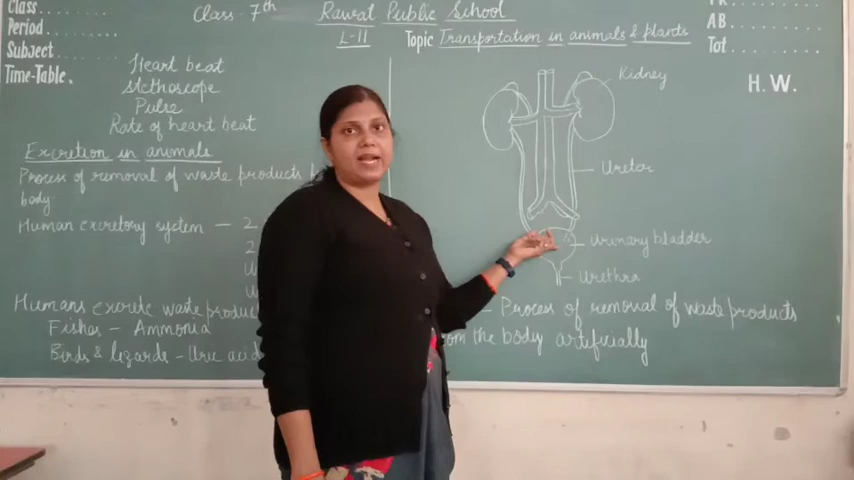 Class..........
Period.........
Subject........
Time-Table.
Class - 7th
Rawat Public School
L-11
Topic Transportation in animals & plants
AB..........
Tot..........
H.W.
Heart beat
Stethoscope
Pulse
Rate of heart beat
Excretion in animals
Process of removal of waste products
body:
Human excretory system - 2
Humans excrete waste produc
Fishes - Ammonia
Birds & lizards - Uric acid
Kidney
Uretor
Urinary bladder
Urethra
- Process of removal of waste products
from the body artificially